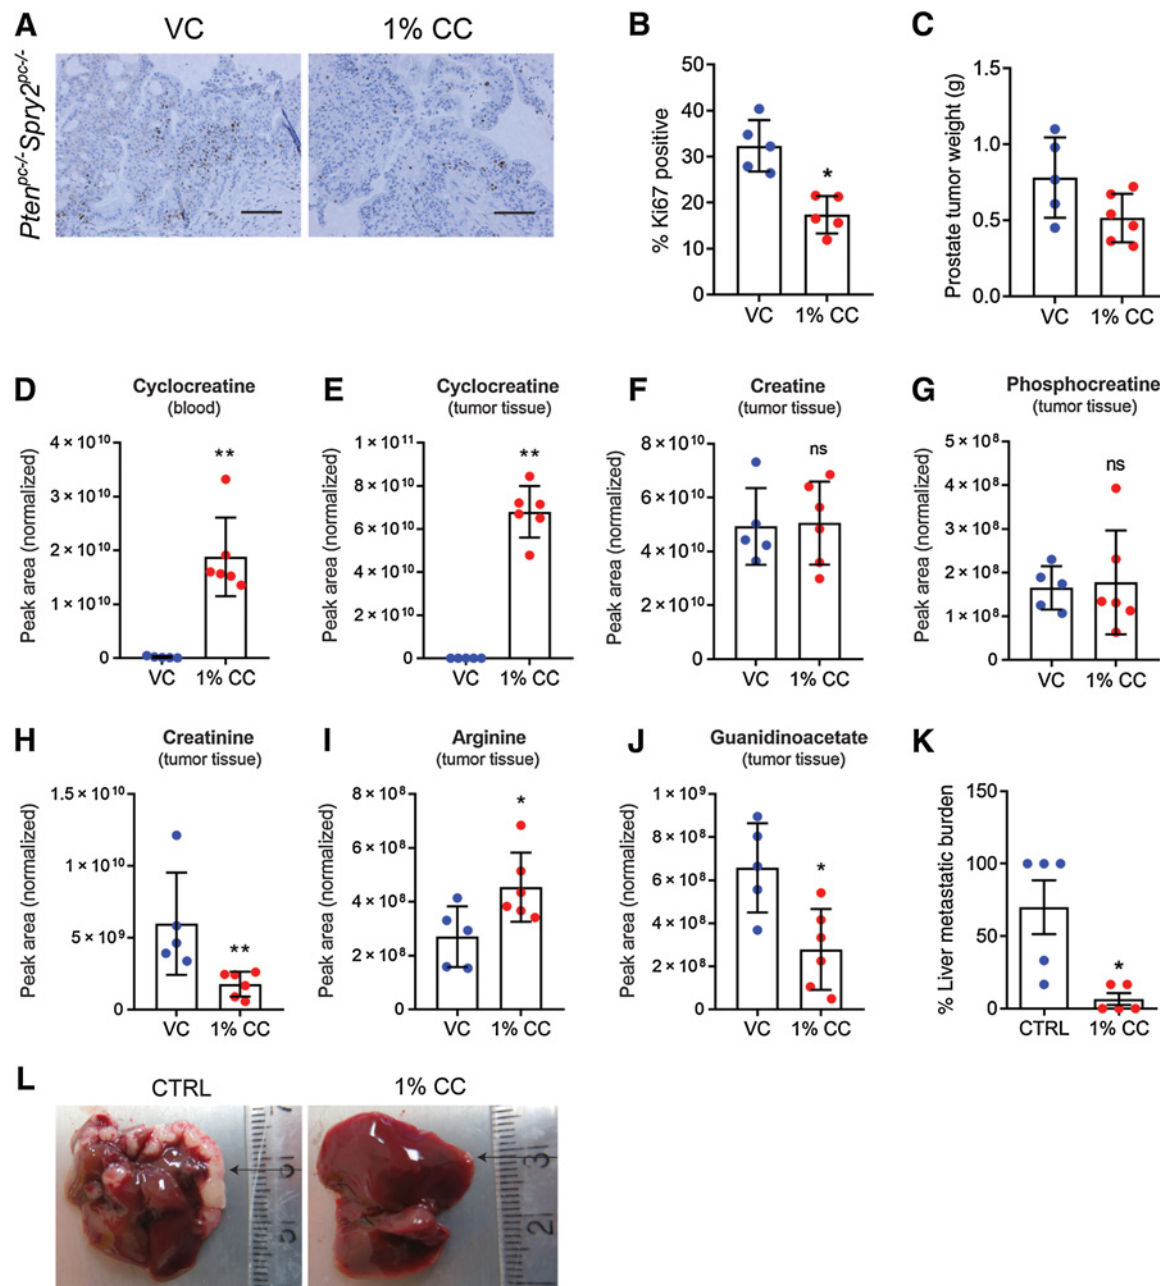 A
VC
1% CC
Pten^pc-/- Spry2^pc-/-
B
% Ki67 positive
50
40
30
20
10
0
*
VC
1% CC
C
Prostate tumor weight (g)
1.5
1.0
0.5
0.0
VC
1% CC
D
Cyclocreatine
(blood)
Peak area (normalized)
4 × 10^10
3 × 10^10
2 × 10^10
1 × 10^10
0
**
VC
1% CC
E
Cyclocreatine
(tumor tissue)
Peak area (normalized)
1 × 10^11
8 × 10^10
6 × 10^10
4 × 10^10
2 × 10^10
0
**
VC
1% CC
F
Creatine
(tumor tissue)
Peak area (normalized)
8 × 10^10
6 × 10^10
4 × 10^10
2 × 10^10
0
ns
VC
1% CC
G
Phosphocreatine
(tumor tissue)
Peak area (normalized)
5 × 10^8
4 × 10^8
3 × 10^8
2 × 10^8
1 × 10^8
0
ns
VC
1% CC
H
Creatinine
(tumor tissue)
Peak area (normalized)
1.5 × 10^10
1 × 10^10
5 × 10^9
0
**
VC
1% CC
I
Arginine
(tumor tissue)
Peak area (normalized)
8 × 10^8
6 × 10^8
4 × 10^8
2 × 10^8
0
*
VC
1% CC
J
Guanidinoacetate
(tumor tissue)
Peak area (normalized)
1 × 10^9
8 × 10^8
6 × 10^8
4 × 10^8
2 × 10^8
0
*
VC
1% CC
K
% Liver metastatic burden
150
100
50
0
*
CTRL
1% CC
L
CTRL
1% CC
5
3
2